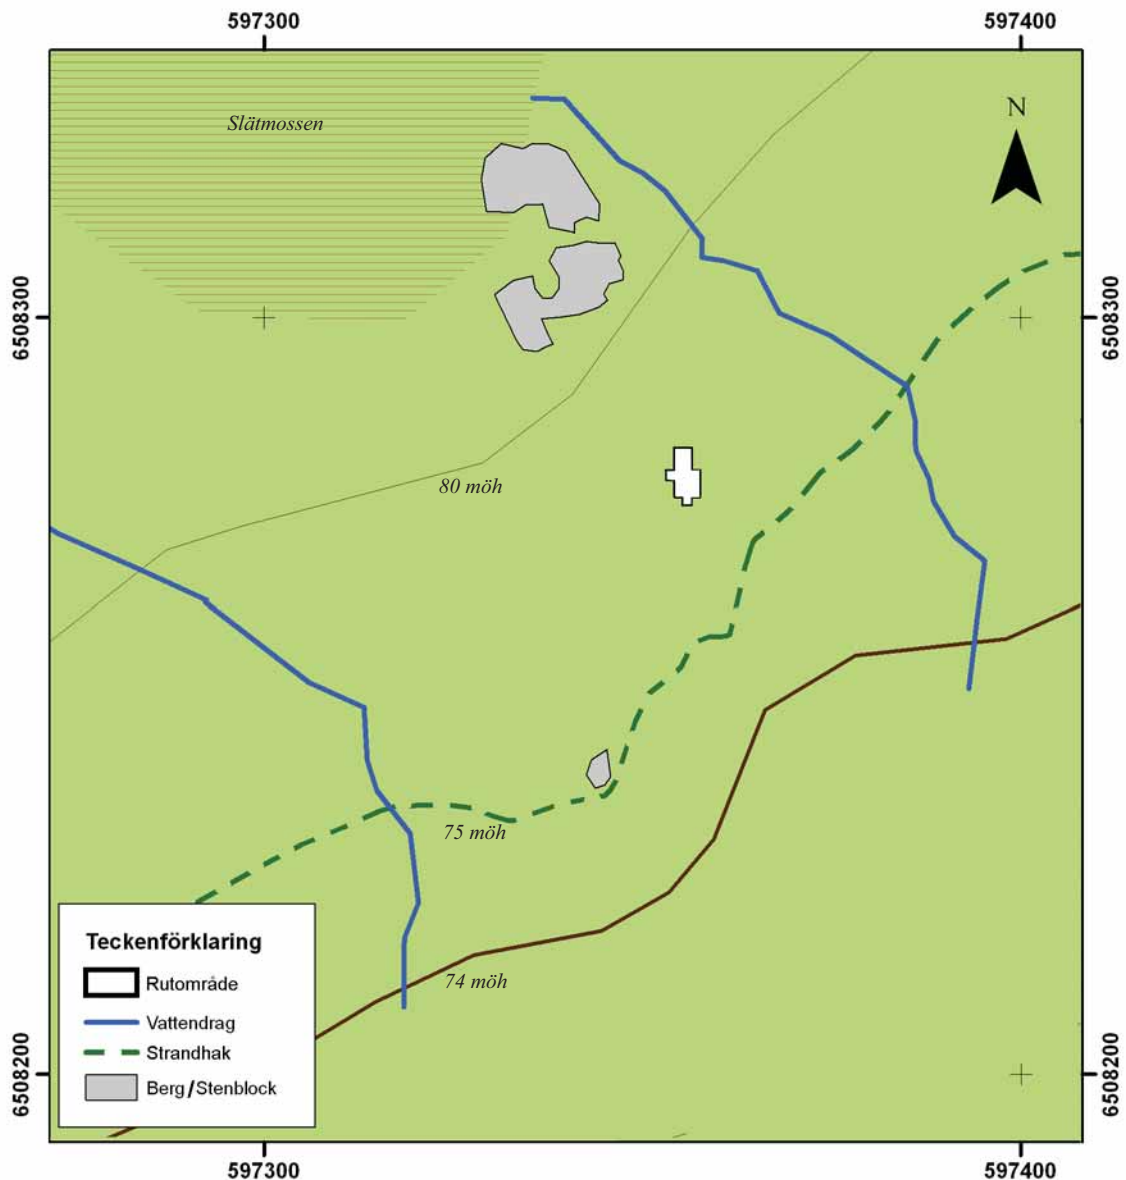 597300
597400
Slätmossen
N
6508300
6508300
80 möh
75 möh
Teckenförklaring
Rutområde
74 möh
Vattendrag
Strandhak
Berg/Stenblock
6508200
6508200
597300
597400